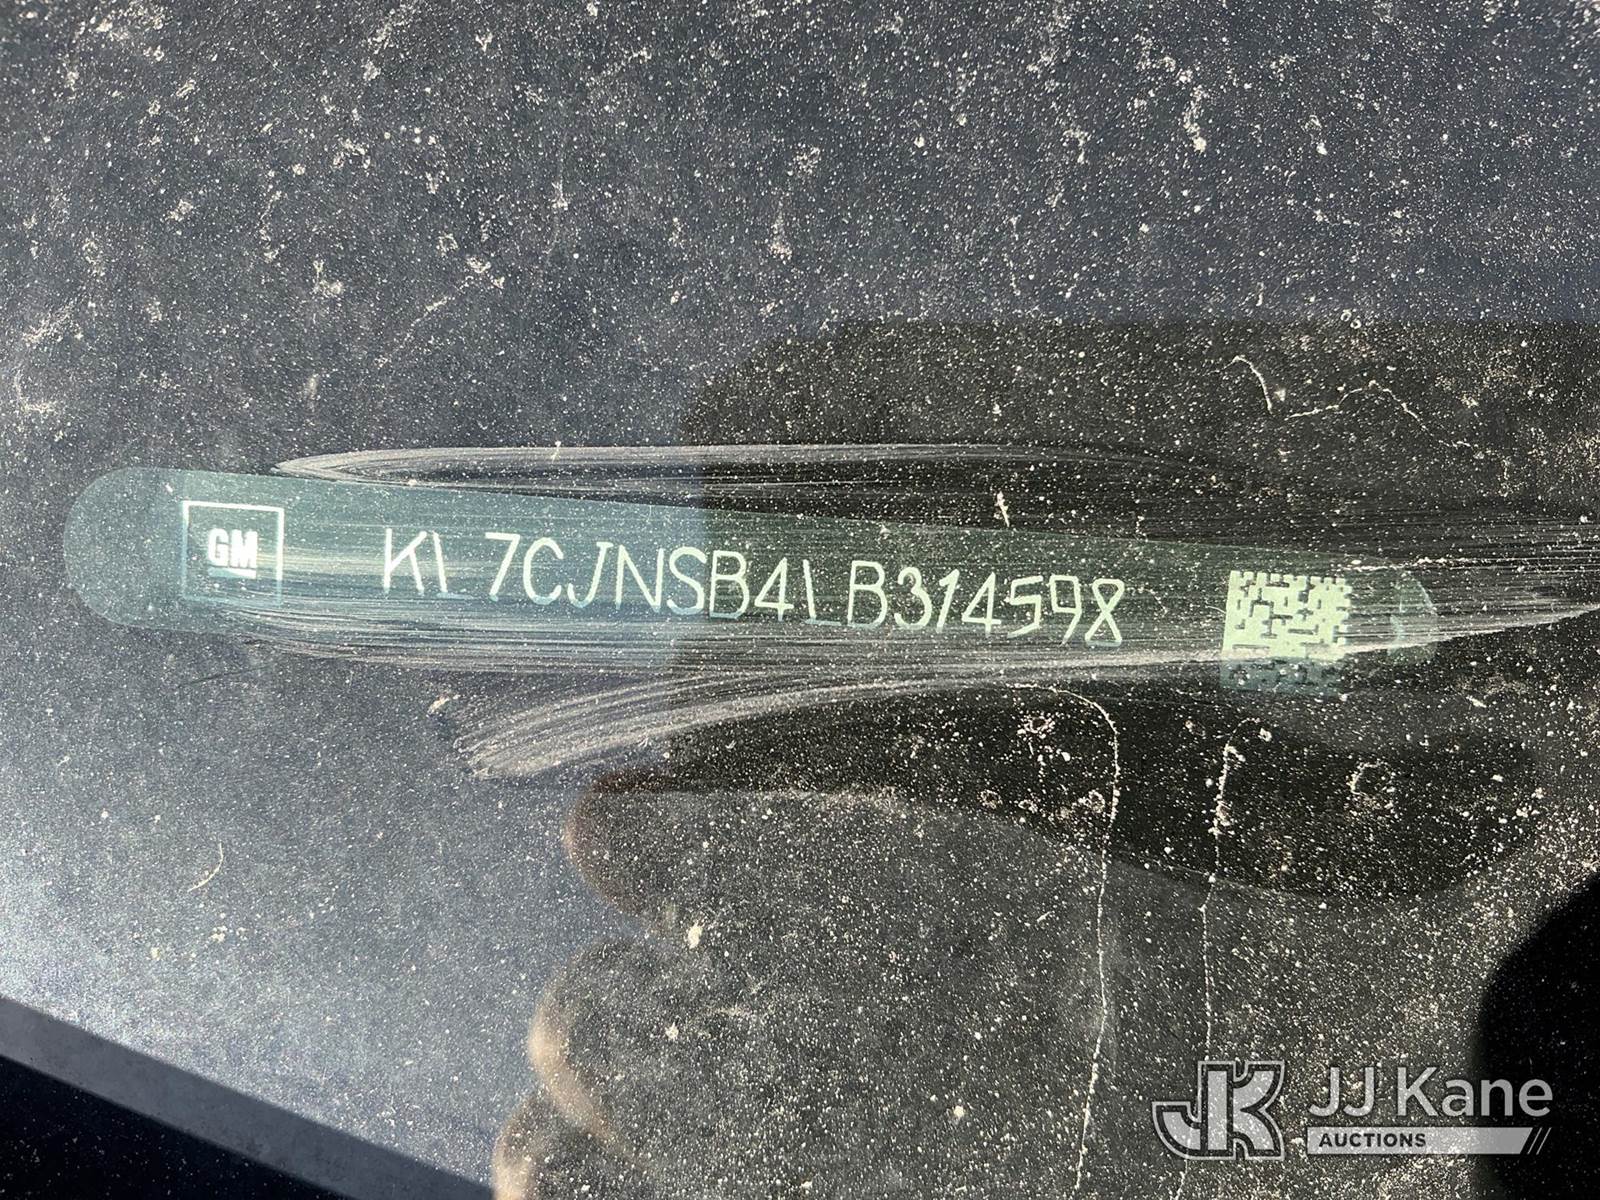 GM KL7CJNSB4LB314598
JJ Kane
AUCTIONS